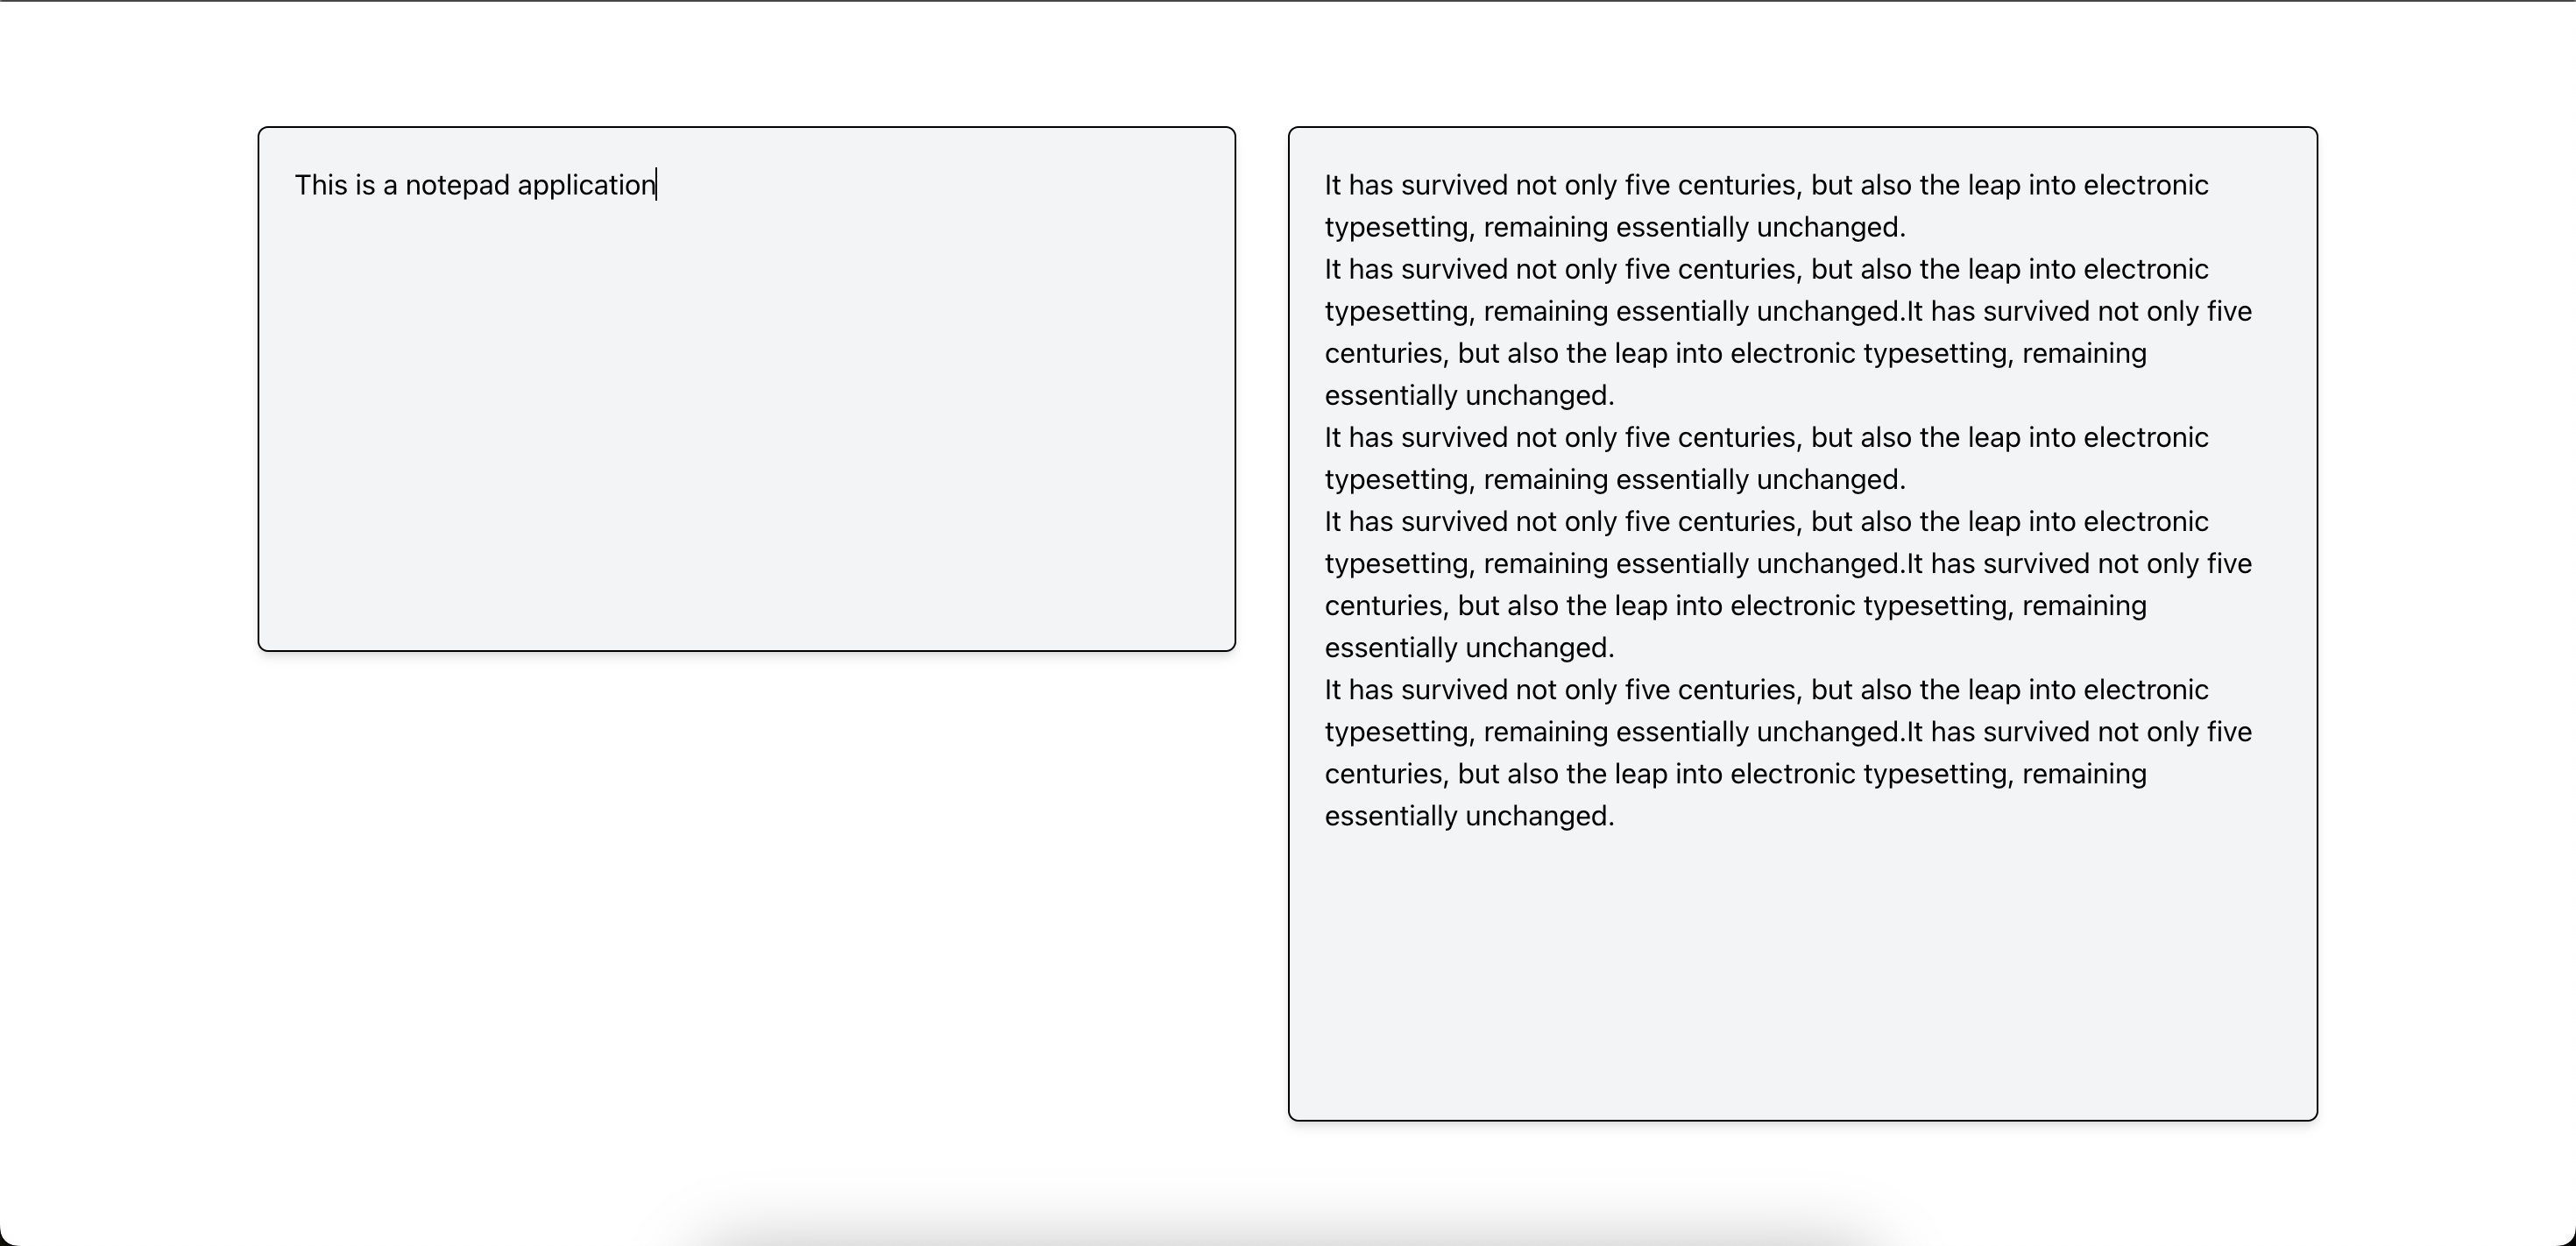 This is a notepad application
It has survived not only five centuries, but also the leap into electronic
typesetting, remaining essentially unchanged.
It has survived not only five centuries, but also the leap into electronic
typesetting, remaining essentially unchanged.It has survived not only five
centuries, but also the leap into electronic typesetting, remaining
essentially unchanged.
It has survived not only five centuries, but also the leap into electronic
typesetting, remaining essentially unchanged.
It has survived not only five centuries, but also the leap into electronic
typesetting, remaining essentially unchanged.It has survived not only five
centuries, but also the leap into electronic typesetting, remaining
essentially unchanged.
It has survived not only five centuries, but also the leap into electronic
typesetting, remaining essentially unchanged.It has survived not only five
centuries, but also the leap into electronic typesetting, remaining
essentially unchanged.